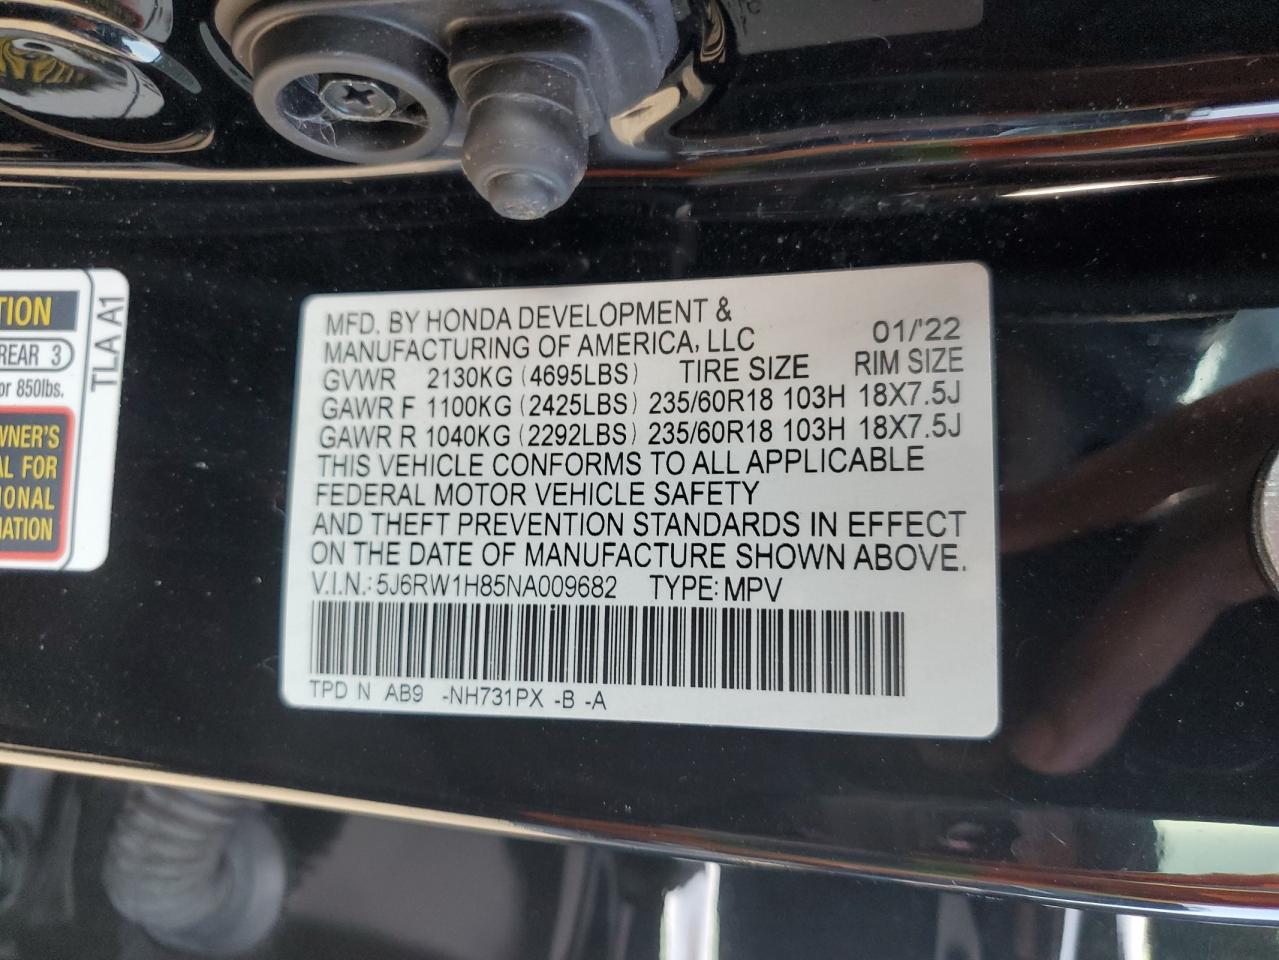 TION
REAR 3
or 850lbs.
WNER'S
AL FOR
IONAL
MATION
TLA A1
MFD. BY HONDA DEVELOPMENT &
MANUFACTURING OF AMERICA, LLC 01/'22
GVWR 2130KG (4695LBS) TIRE SIZE RIM SIZE
GAWR F 1100KG (2425LBS) 235/60R18 103H 18X7.5J
GAWR R 1040KG (2292LBS) 235/60R18 103H 18X7.5J
THIS VEHICLE CONFORMS TO ALL APPLICABLE
FEDERAL MOTOR VEHICLE SAFETY
AND THEFT PREVENTION STANDARDS IN EFFECT
ON THE DATE OF MANUFACTURE SHOWN ABOVE.
V.I.N.: 5J6RW1H85NA009682 TYPE: MPV
TPD N AB9 -NH731PX -B -A